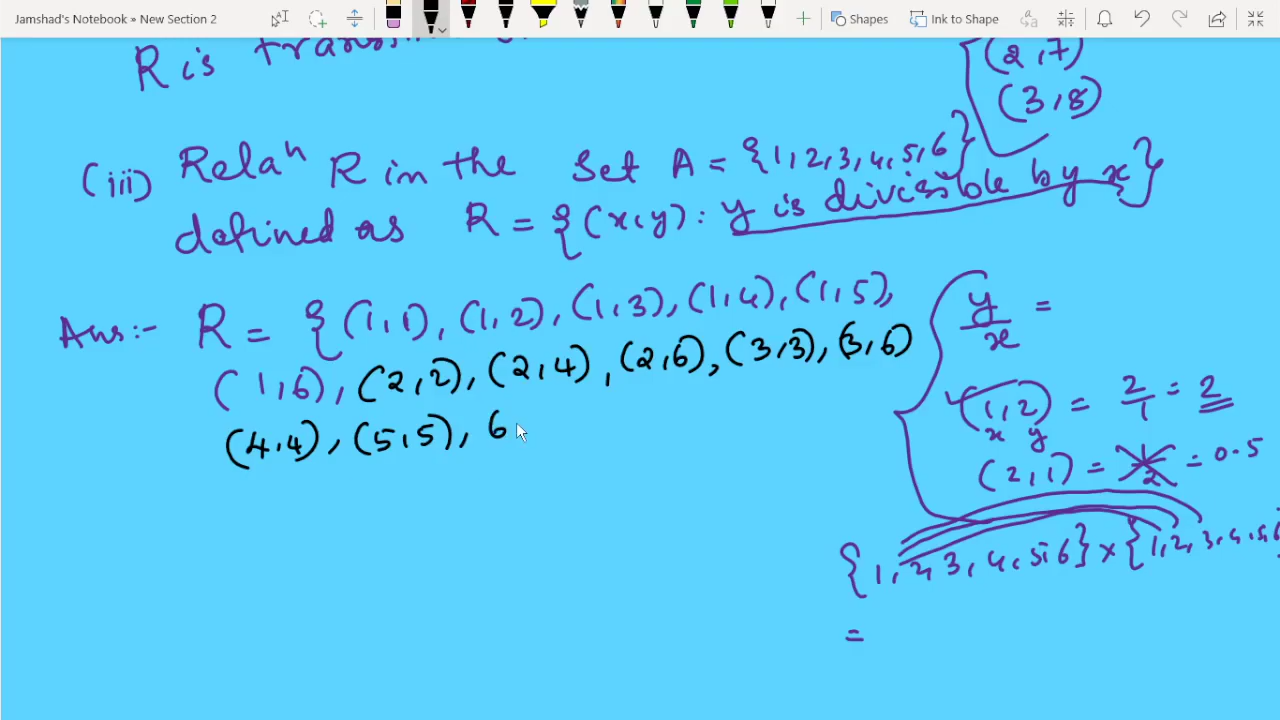 Jamshad's Notebook » New Section 2
Shapes
Ink to Shape
R is
(2,7)
(3,8)
(iii) Relaⁿ R in the set A = {1,2,3,4,5,6}
defined as R = {(x,y): y is divisible by x}
Ans:- R = {(1,1), (1,2), (1,3), (1,4), (1,5),
(1,6), (2,2), (2,4), (2,6), (3,3), (3,6)
(4,4), (5,5), 6
y/x =
(1,2) = 2/1 = 2
x y
(2,1) = 1/2 = 0.5
{1,2,3,4,5,6} × {1,2,3,4,5,6
=